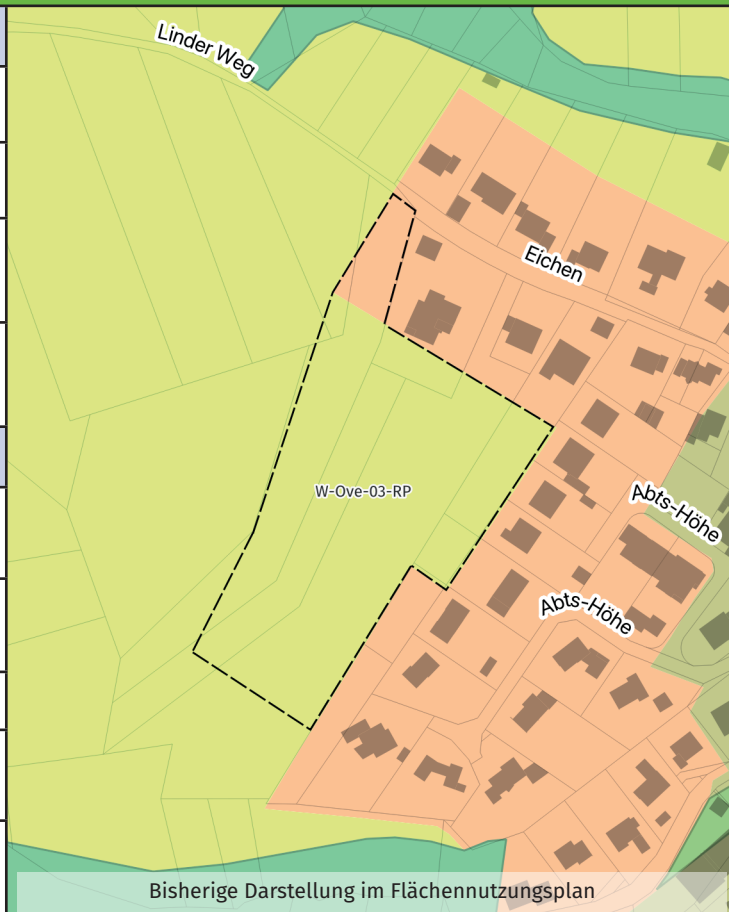 Linder Weg
Eichen
W-Ove-03-RP
Abts-Höhe
Abts-Höhe
Bisherige Darstellung im Flächennutzungsplan